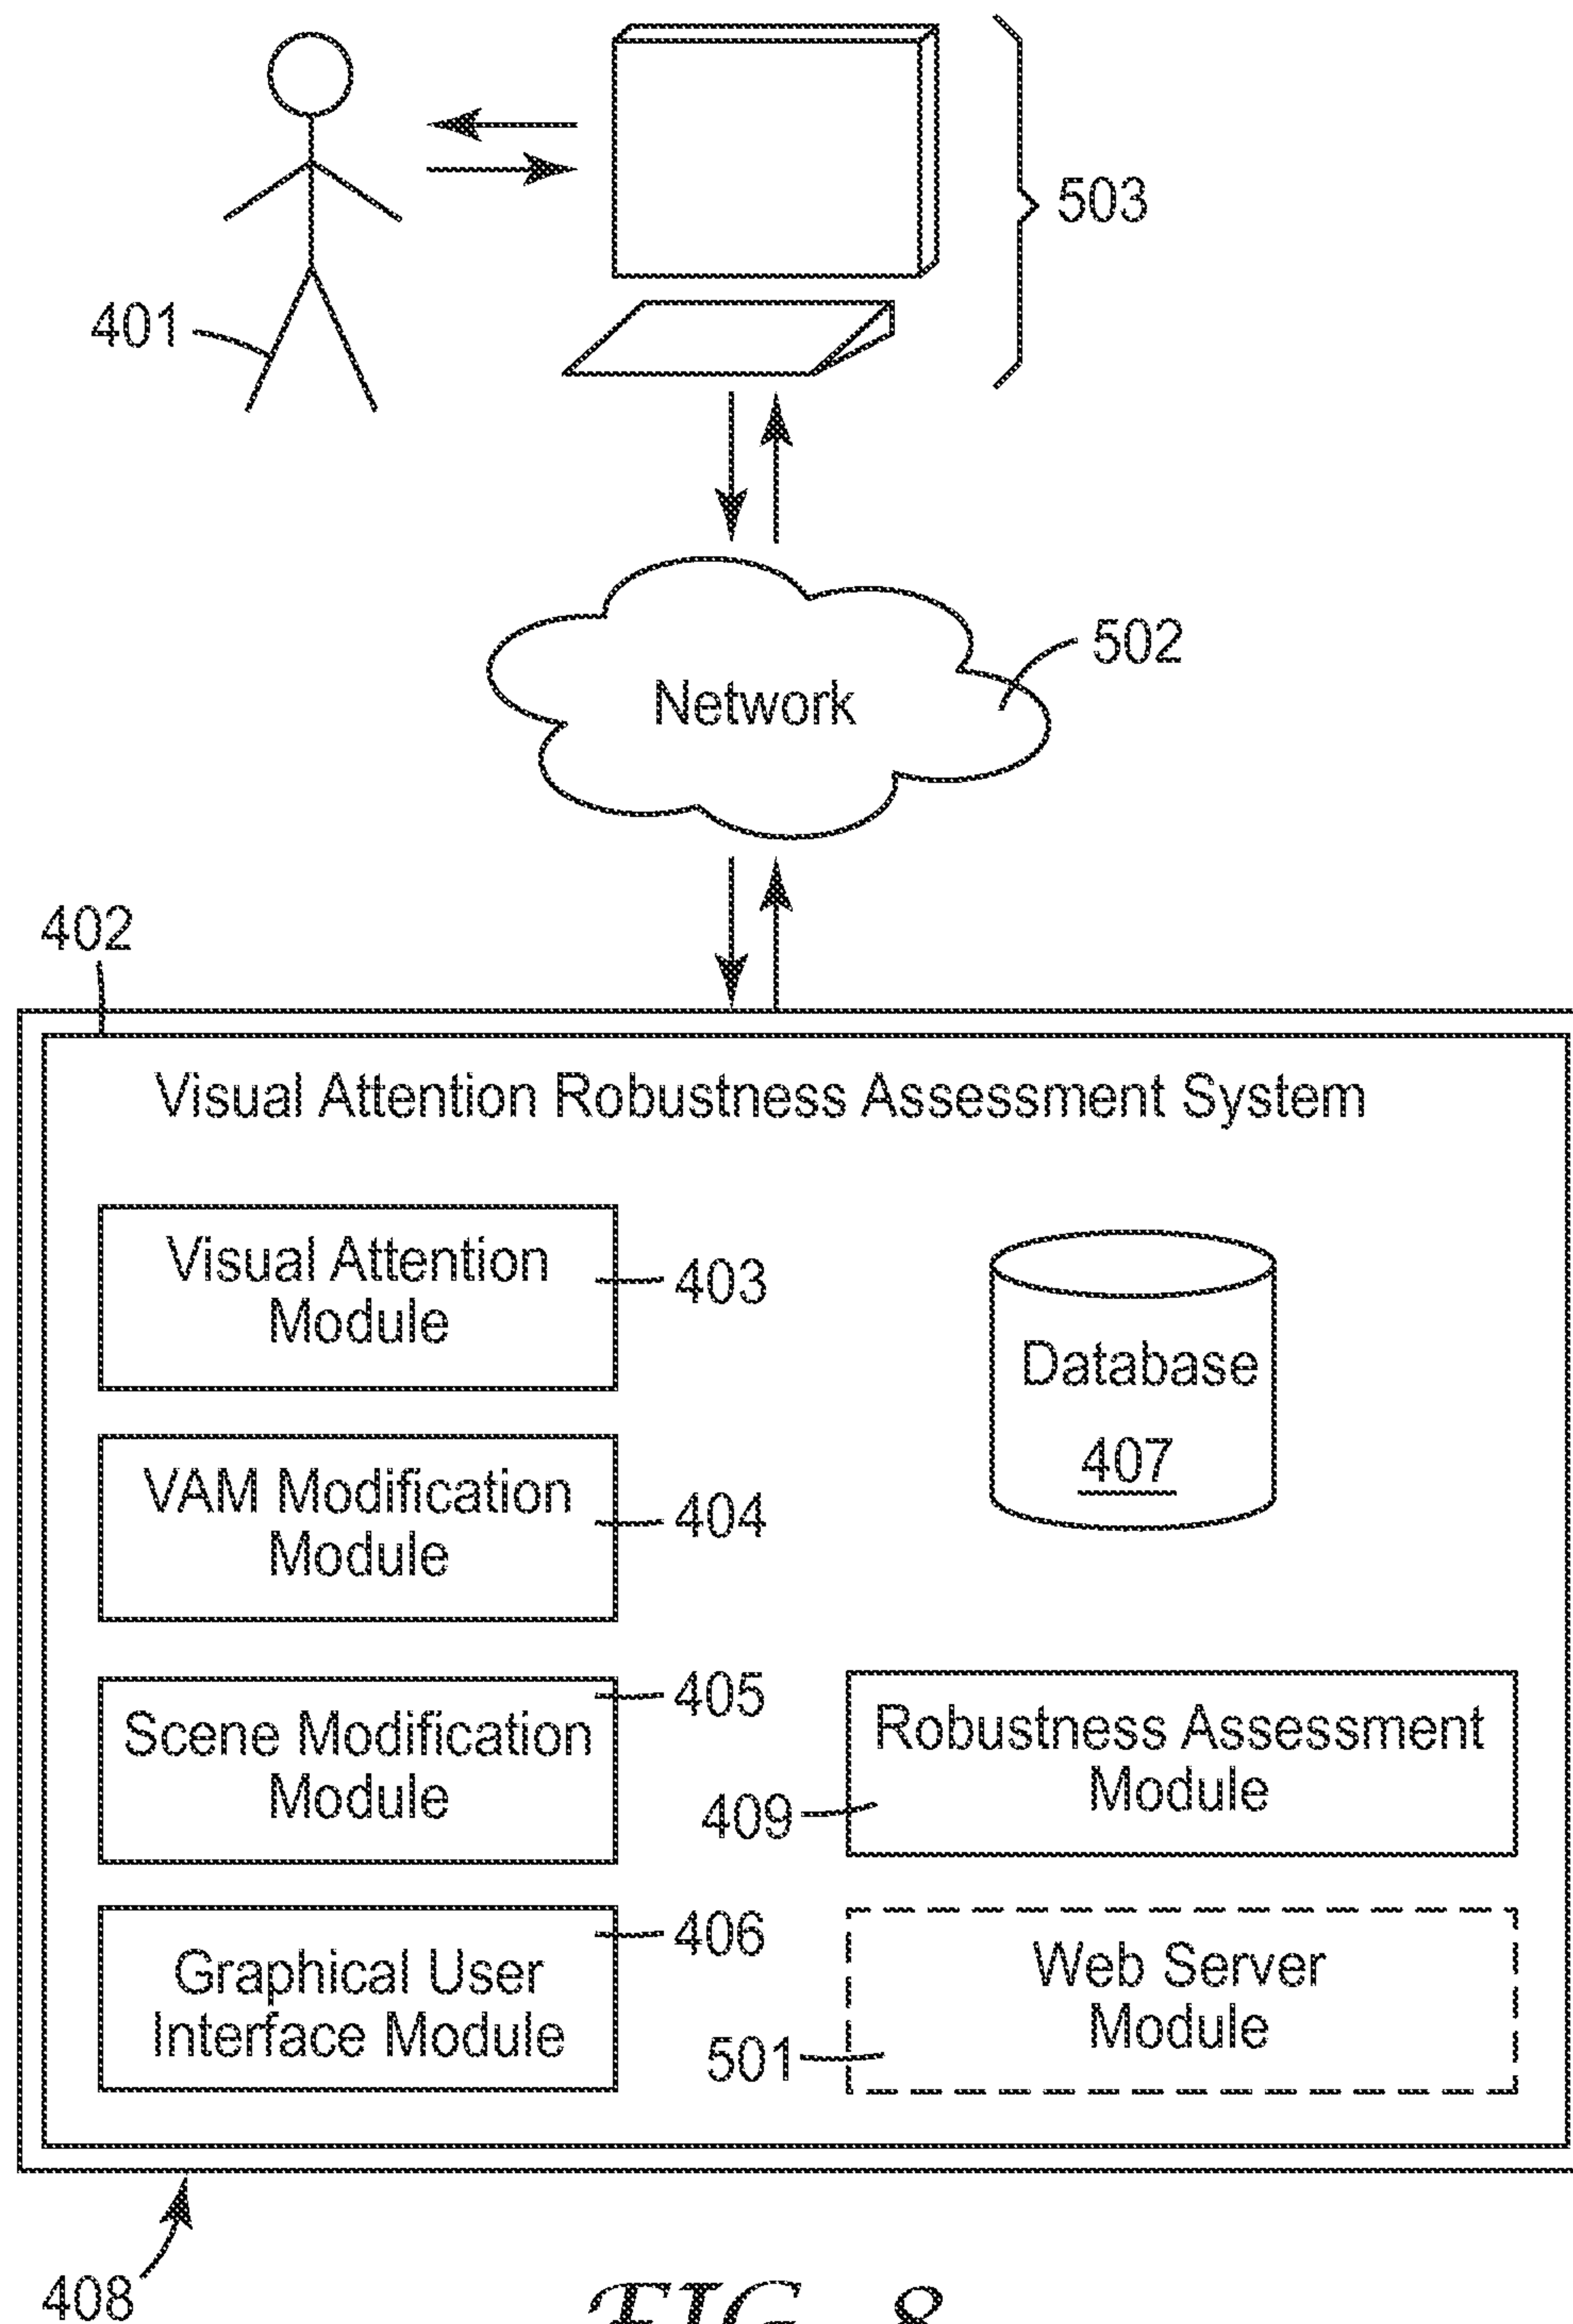 503
401
Network
502
402
Visual Attention Robustness Assessment System
Visual Attention
Module
403
Database
407
VAM Modification
Module
404
Scene Modification
Module
405
Robustness Assessment
Module
409
Graphical User
Interface Module
406
Web Server
Module
501
408
FIG. 8